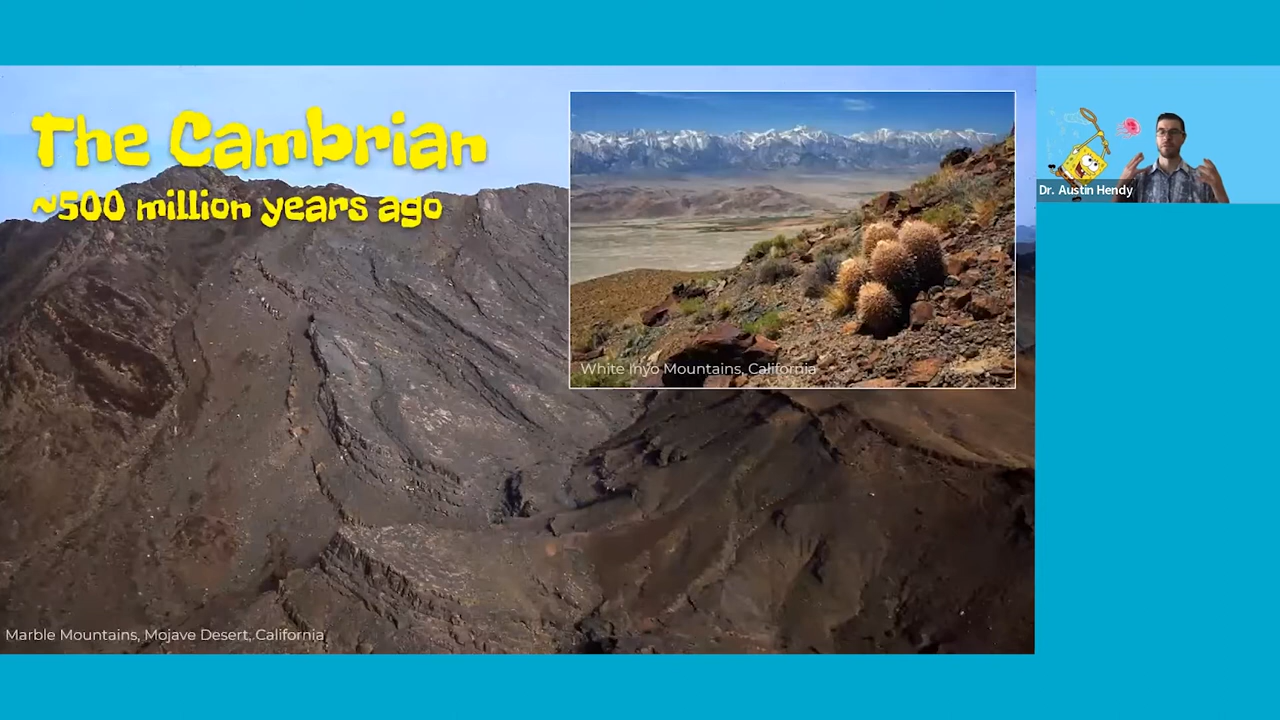 The Cambrian
~500 million years ago
White Inyo Mountains, California
Dr. Austin Hendy
Marble Mountains, Mojave Desert, California